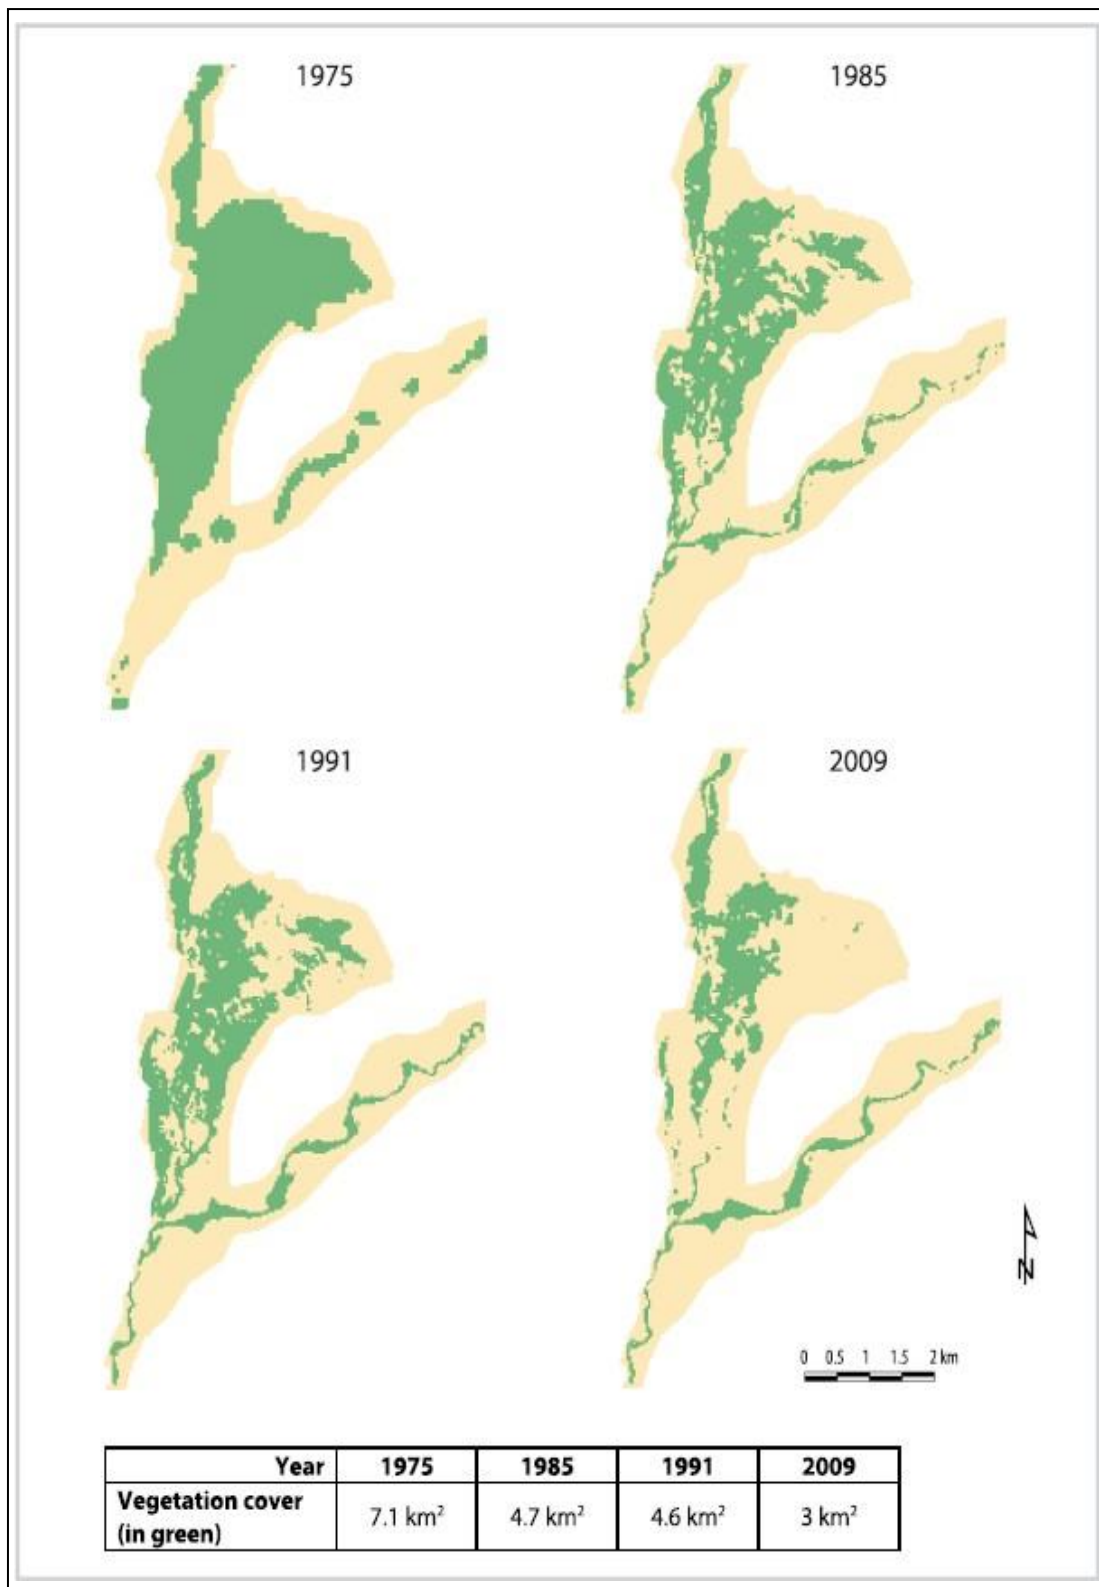 1975
1985
1991
2009
N
0 0.5 1 1.5 2 km
Year 1975 1985 1991 2009
Vegetation cover
(in green) 7.1 km² 4.7 km² 4.6 km² 3 km²